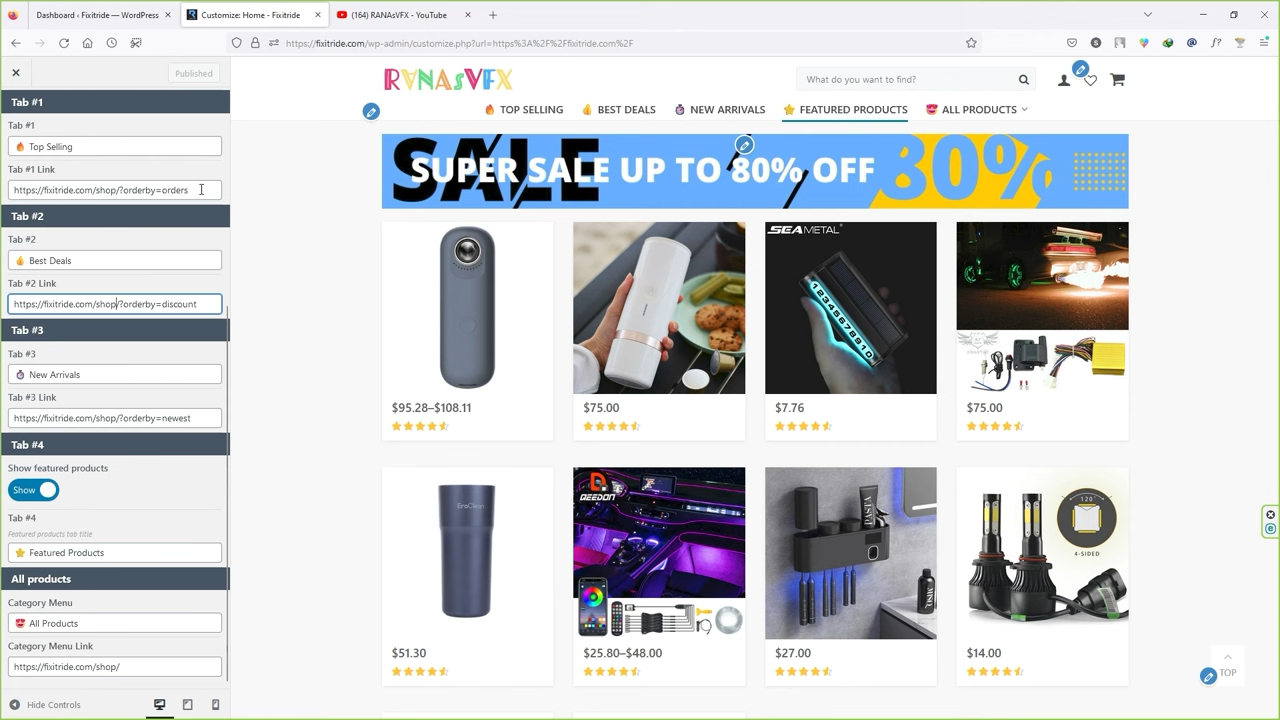 Dashboard ‹ Fixitride — WordPress
Customize: Home - Fixitride
(164) RANAsVFX - YouTube
https://fixitride.com/wp-admin/customize.php?url=https%3A%2F%2Ffixitride.com%2F
Published
Tab #1
Tab #1
Top Selling
Tab #1 Link
https://fixitride.com/shop/?orderby=orders
Tab #2
Tab #2
Best Deals
Tab #2 Link
https://fixitride.com/shop/?orderby=discount
Tab #3
Tab #3
New Arrivals
Tab #3 Link
https://fixitride.com/shop/?orderby=newest
Tab #4
Show featured products
Show
Tab #4
Featured products tab title
Featured Products
All products
Category Menu
All Products
Category Menu Link
https://fixitride.com/shop/
Hide Controls
RANAsVFX
What do you want to find?
TOP SELLING
BEST DEALS
NEW ARRIVALS
FEATURED PRODUCTS
ALL PRODUCTS
SALE
SUPER SALE UP TO 80% OFF
80%
SEAMETAL
$95.28–$108.11
$75.00
$7.76
$75.00
EraClean
QEEDON
120°
4-SIDED
$51.30
$25.80–$48.00
$27.00
$14.00
TOP